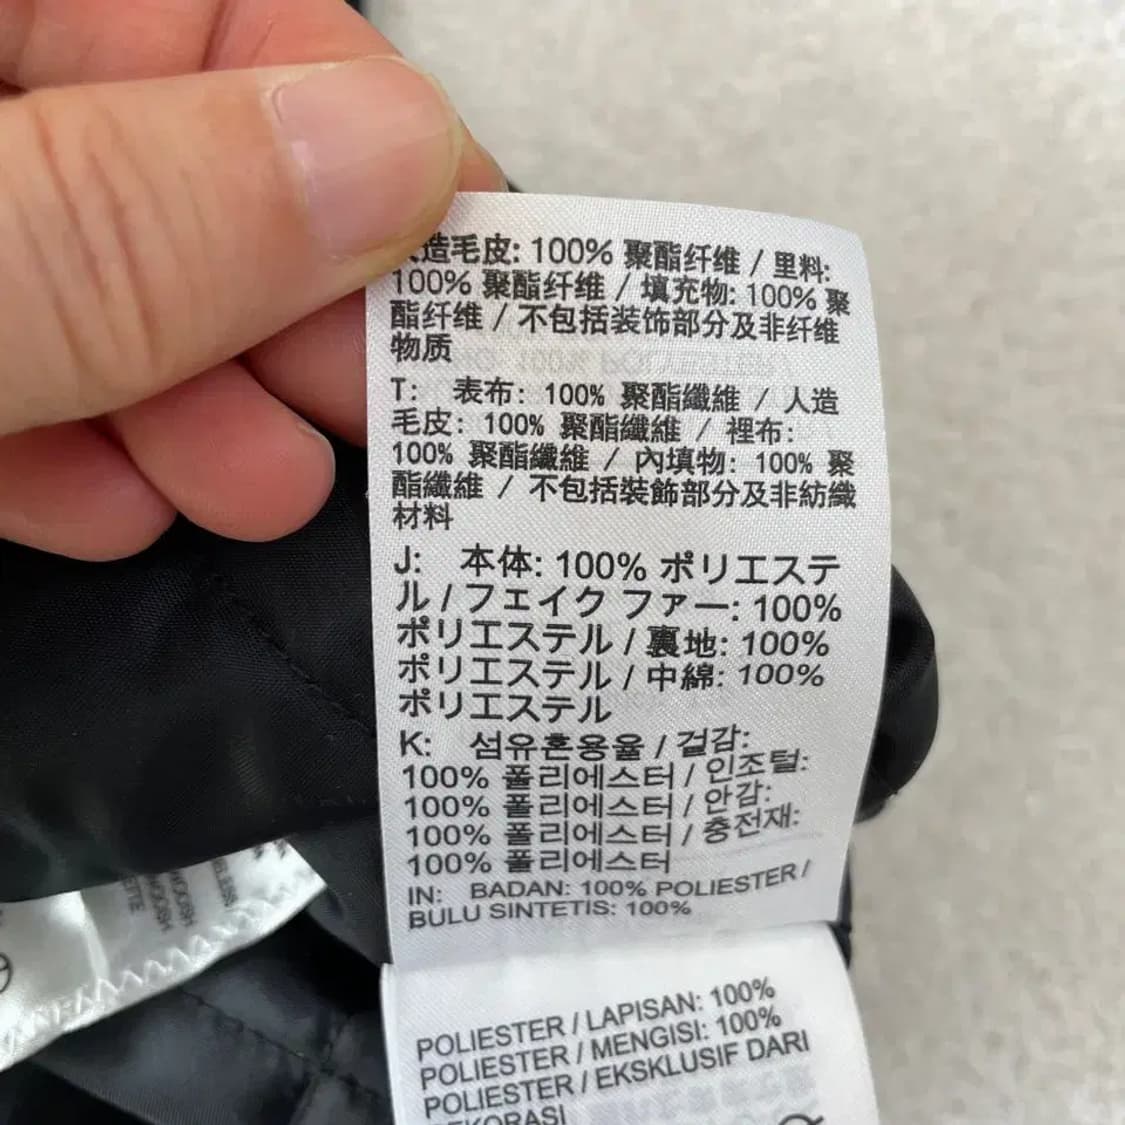 造毛皮: 100% 聚酯纤维 / 里料:
100% 聚酯纤维 / 填充物: 100% 聚
酯纤维 / 不包括装饰部分及非纤维
物质
T: 表布: 100% 聚酯纖維 / 人造
毛皮: 100% 聚酯纖維 / 裡布:
100% 聚酯纖維 / 內填物: 100% 聚
酯纖維 / 不包括裝飾部分及非紡織
材料
J: 本体: 100% ポリエステ
ル / フェイク ファー: 100%
ポリエステル / 裏地: 100%
ポリエステル / 中綿: 100%
ポリエステル
K: 섬유혼용율 / 겉감:
100% 폴리에스터 / 인조털:
100% 폴리에스터 / 안감:
100% 폴리에스터 / 충전재:
100% 폴리에스터
IN: BADAN: 100% POLIESTER /
BULU SINTETIS: 100%
POLIESTER / LAPISAN: 100%
POLIESTER / MENGISI: 100%
POLIESTER / EKSKLUSIF DARI